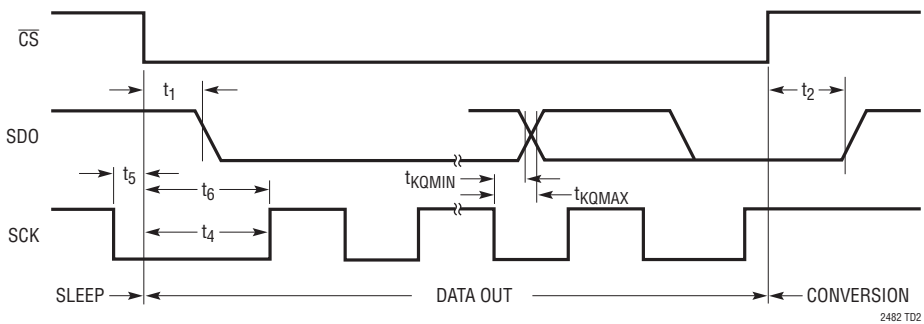 CS
t1
t2
SDO
t5
t6
tKQMIN
tKQMAX
t4
SCK
SLEEP
DATA OUT
CONVERSION
2482 TD2